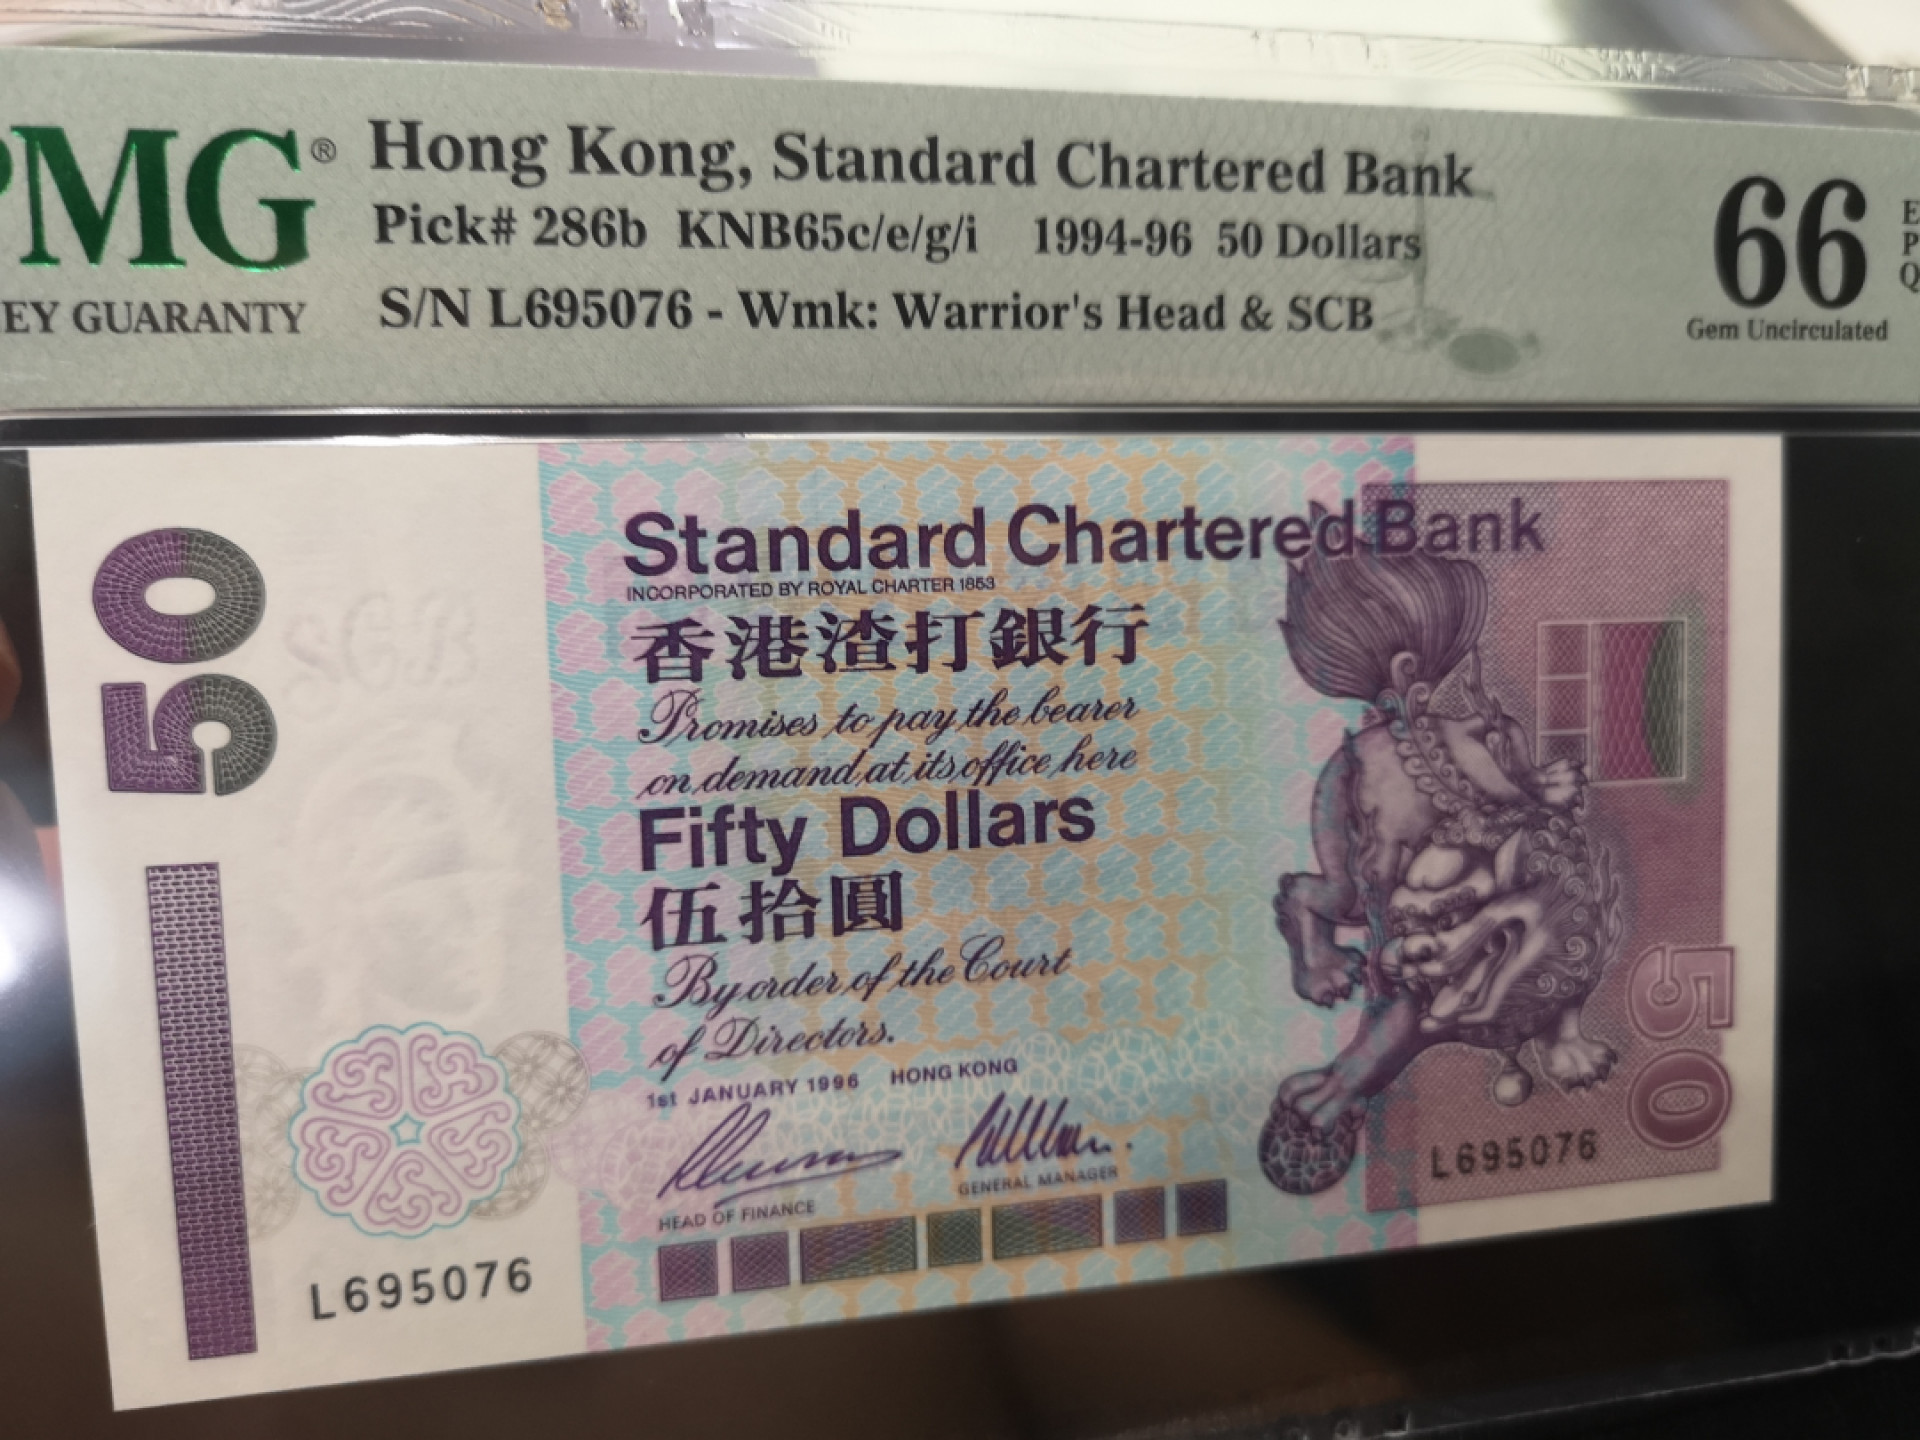 PMG®
EY GUARANTY
Hong Kong, Standard Chartered Bank
Pick# 286b KNB65c/e/g/i 1994-96 50 Dollars
S/N L695076 - Wmk: Warrior's Head & SCB
66
Gem Uncirculated
E
P
Q
50
SCB
Standard Chartered Bank
INCORPORATED BY ROYAL CHARTER 1853
香港渣打銀行
Promises to pay the bearer
on demand at its office here
Fifty Dollars
伍拾圓
By order of the Court
of Directors.
1st JANUARY 1996 HONG KONG
HEAD OF FINANCE
GENERAL MANAGER
L695076
50
L695076